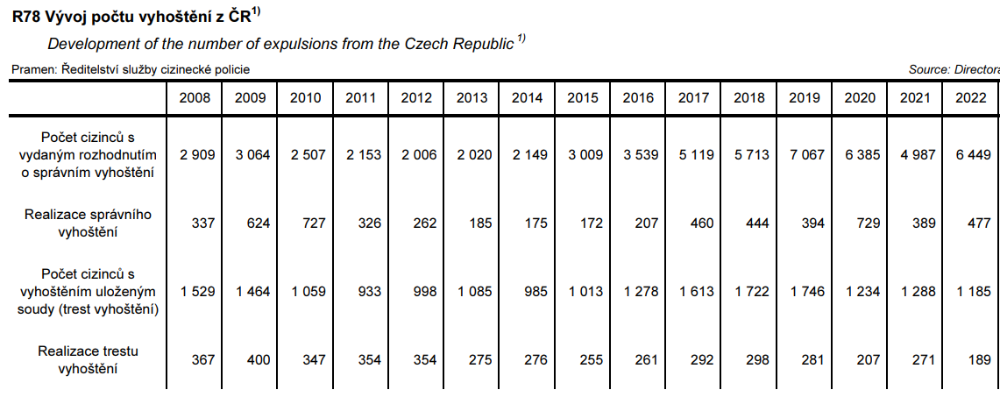 R78 Vývoj počtu vyhoštění z ČR1)
Development of the number of expulsions from the Czech Republic 1)
Pramen: Ředitelství služby cizinecké policie Source: Directora
2008 2009 2010 2011 2012 2013 2014 2015 2016 2017 2018 2019 2020 2021 2022
Počet cizinců s
vydaným rozhodnutím
o správním vyhoštění
2 909 3 064 2 507 2 153 2 006 2 020 2 149 3 009 3 539 5 119 5 713 7 067 6 385 4 987 6 449
Realizace správního
vyhoštění
337 624 727 326 262 185 175 172 207 460 444 394 729 389 477
Počet cizinců s
vyhoštěním uloženým
soudy (trest vyhoštění)
1 529 1 464 1 059 933 998 1 085 985 1 013 1 278 1 613 1 722 1 746 1 234 1 288 1 185
Realizace trestu
vyhoštění
367 400 347 354 354 275 276 255 261 292 298 281 207 271 189